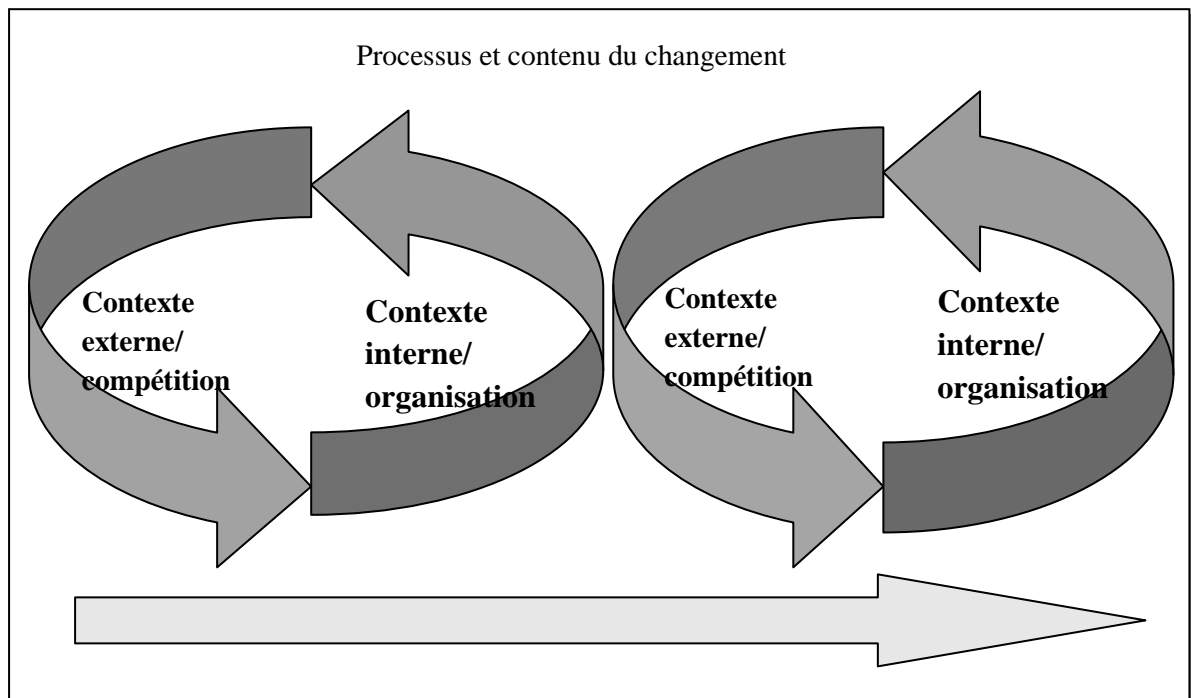 Processus et contenu du changement
Contexte
externe/
compétition
Contexte
interne/
organisation
Contexte
externe/
compétition
Contexte
interne/
organisation